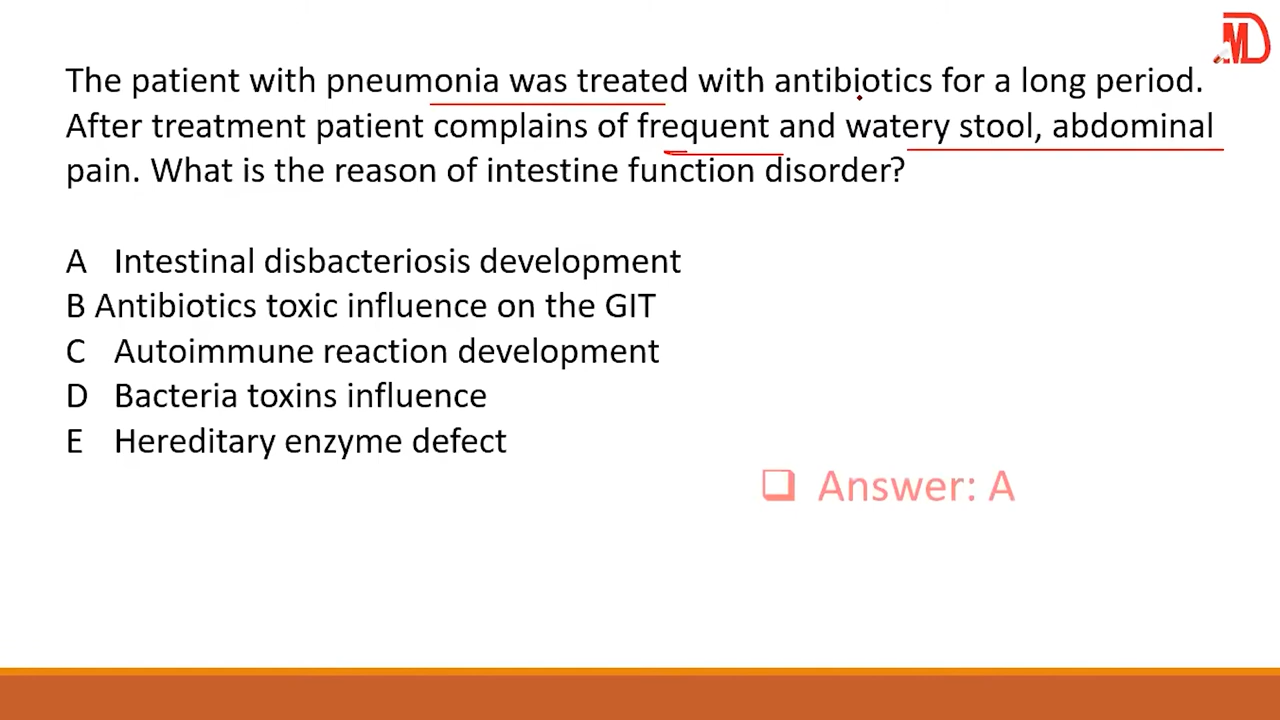 MD
The patient with pneumonia was treated with antibiotics for a long period.
After treatment patient complains of frequent and watery stool, abdominal
pain. What is the reason of intestine function disorder?
A Intestinal disbacteriosis development
B Antibiotics toxic influence on the GIT
C Autoimmune reaction development
D Bacteria toxins influence
E Hereditary enzyme defect
❑ Answer: A